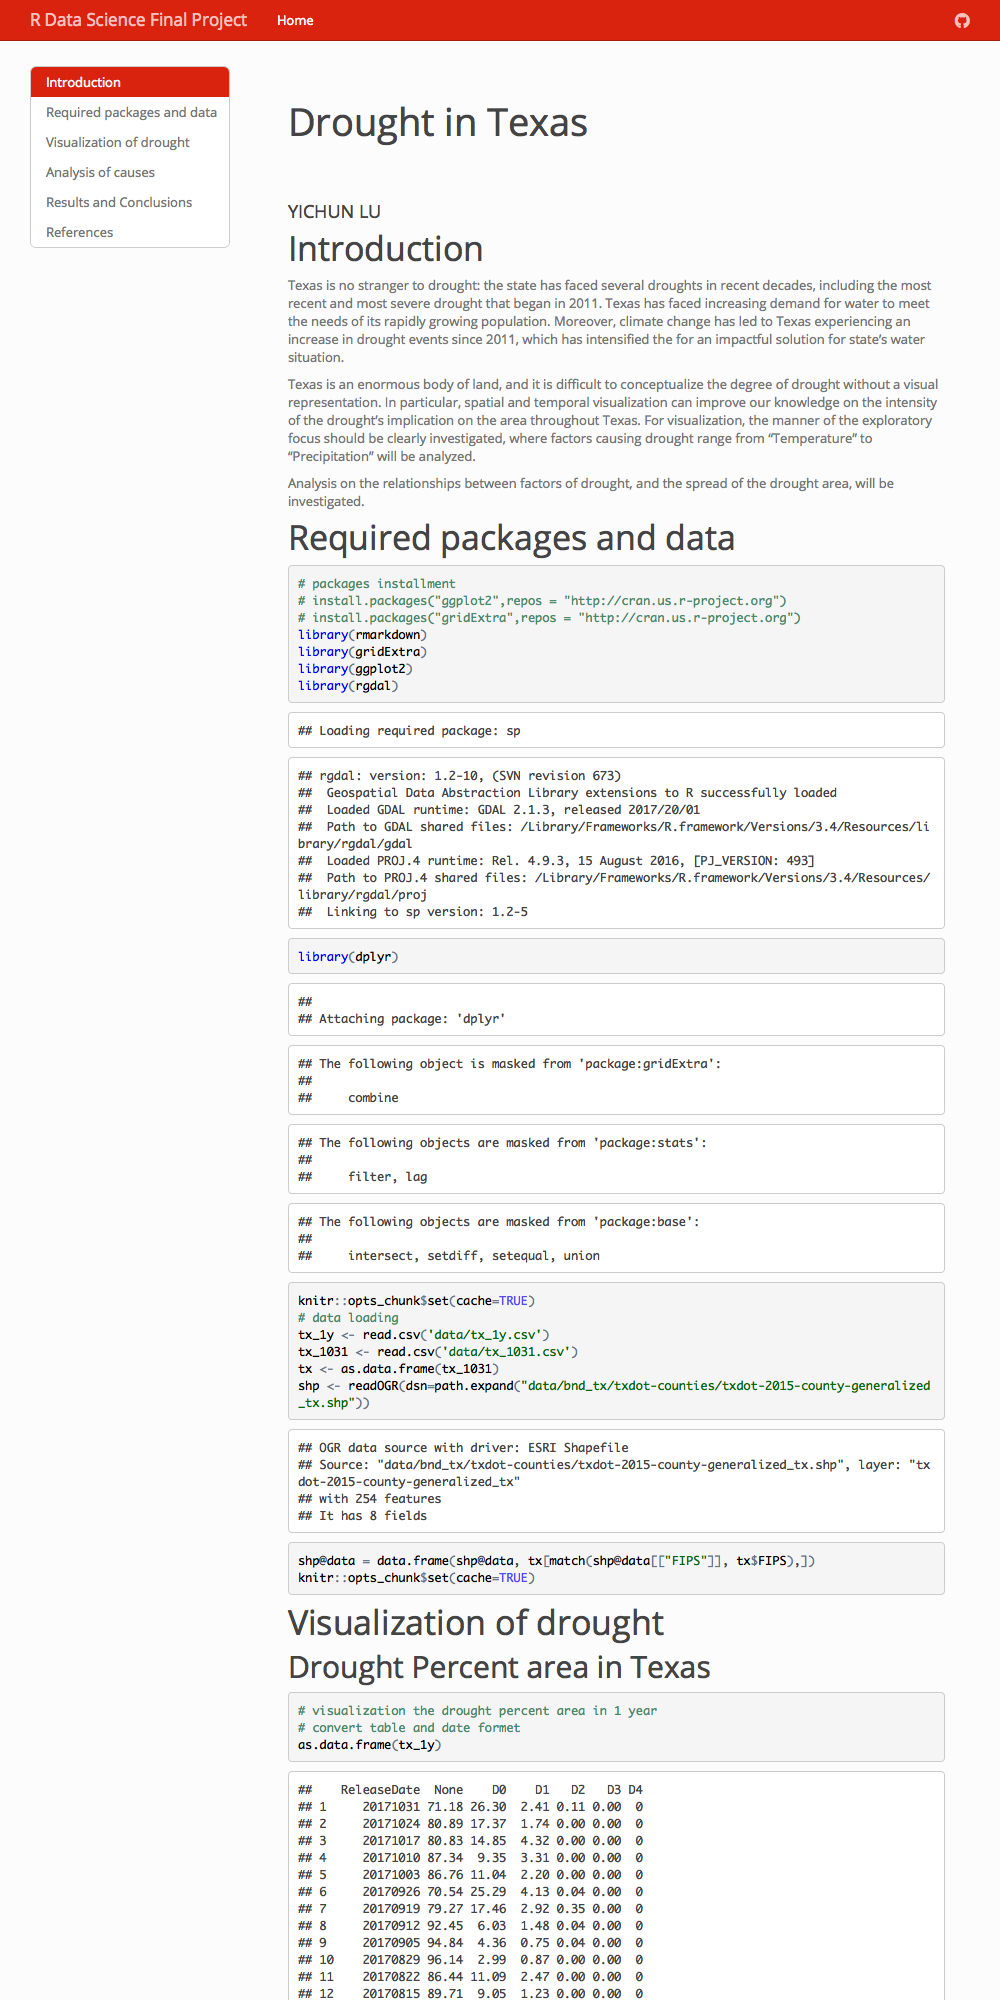 R Data Science Final Project Home
Introduction
Required packages and data
Visualization of drought
Analysis of causes
Results and Conclusions
References
Drought in Texas
YICHUN LU
Introduction
Texas is no stranger to drought: the state has faced several droughts in recent decades, including the most
recent and most severe drought that began in 2011. Texas has faced increasing demand for water to meet
the needs of its rapidly growing population. Moreover, climate change has led to Texas experiencing an
increase in drought events since 2011, which has intensified the for an impactful solution for state’s water
situation.
Texas is an enormous body of land, and it is difficult to conceptualize the degree of drought without a visual
representation. In particular, spatial and temporal visualization can improve our knowledge on the intensity
of the drought’s implication on the area throughout Texas. For visualization, the manner of the exploratory
focus should be clearly investigated, where factors causing drought range from “Temperature” to
“Precipitation” will be analyzed.
Analysis on the relationships between factors of drought, and the spread of the drought area, will be
investigated.
Required packages and data
# packages installment
# install.packages("ggplot2",repos = "http://cran.us.r-project.org")
# install.packages("gridExtra",repos = "http://cran.us.r-project.org")
library(rmarkdown)
library(gridExtra)
library(ggplot2)
library(rgdal)
## Loading required package: sp
## rgdal: version: 1.2-10, (SVN revision 673)
##  Geospatial Data Abstraction Library extensions to R successfully loaded
##  Loaded GDAL runtime: GDAL 2.1.3, released 2017/20/01
##  Path to GDAL shared files: /Library/Frameworks/R.framework/Versions/3.4/Resources/li
brary/rgdal/gdal
##  Loaded PROJ.4 runtime: Rel. 4.9.3, 15 August 2016, [PJ_VERSION: 493]
##  Path to PROJ.4 shared files: /Library/Frameworks/R.framework/Versions/3.4/Resources/
library/rgdal/proj
##  Linking to sp version: 1.2-5
library(dplyr)
##
## Attaching package: 'dplyr'
## The following object is masked from 'package:gridExtra':
##
##     combine
## The following objects are masked from 'package:stats':
##
##     filter, lag
## The following objects are masked from 'package:base':
##
##     intersect, setdiff, setequal, union
knitr::opts_chunk$set(cache=TRUE)
# data loading
tx_1y <- read.csv('data/tx_1y.csv')
tx_1031 <- read.csv('data/tx_1031.csv')
tx <- as.data.frame(tx_1031)
shp <- readOGR(dsn=path.expand("data/bnd_tx/txdot-counties/txdot-2015-county-generalized
_tx.shp"))
## OGR data source with driver: ESRI Shapefile
## Source: "data/bnd_tx/txdot-counties/txdot-2015-county-generalized_tx.shp", layer: "tx
dot-2015-county-generalized_tx"
## with 254 features
## It has 8 fields
shp@data = data.frame(shp@data, tx[match(shp@data[["FIPS"]], tx$FIPS),])
knitr::opts_chunk$set(cache=TRUE)
Visualization of drought
Drought Percent area in Texas
# visualization the drought percent area in 1 year
# convert table and date formet
as.data.frame(tx_1y)
##    ReleaseDate  None    D0    D1   D2   D3 D4
## 1     20171031 71.18 26.30  2.41 0.11 0.00  0
## 2     20171024 80.89 17.37  1.74 0.00 0.00  0
## 3     20171017 80.83 14.85  4.32 0.00 0.00  0
## 4     20171010 87.34  9.35  3.31 0.00 0.00  0
## 5     20171003 86.76 11.04  2.20 0.00 0.00  0
## 6     20170926 70.54 25.29  4.13 0.04 0.00  0
## 7     20170919 79.27 17.46  2.92 0.35 0.00  0
## 8     20170912 92.45  6.03  1.48 0.04 0.00  0
## 9     20170905 94.84  4.36  0.75 0.04 0.00  0
## 10    20170829 96.14  2.99  0.87 0.00 0.00  0
## 11    20170822 86.44 11.09  2.47 0.00 0.00  0
## 12    20170815 89.71  9.05  1.23 0.00 0.00  0